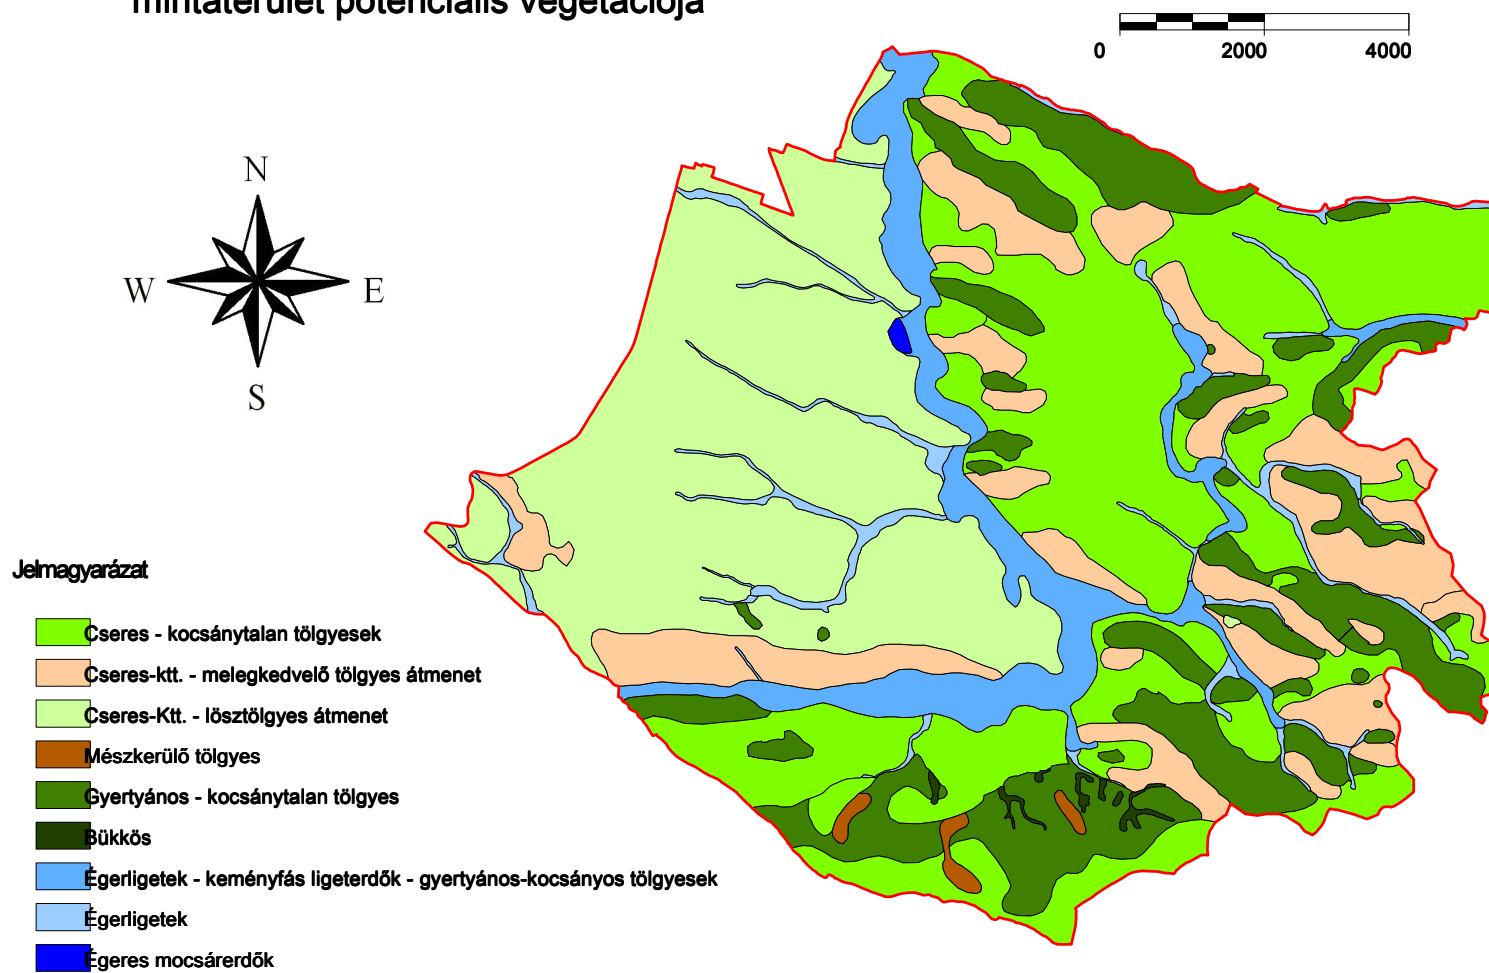 mintaterület potenciális vegetációja
0 2000 4000
N
W E
S
Jelmagyarázat
Cseres - kocsánytalan tölgyesek
Cseres-ktt. - melegkedvelő tölgyes átmenet
Cseres-Ktt. - lösztölgyes átmenet
Mészkerülő tölgyes
Gyertyános - kocsánytalan tölgyes
Bükkös
Égerligetek - keményfás ligeterdők - gyertyános-kocsányos tölgyesek
Égerligetek
Égeres mocsárerdők